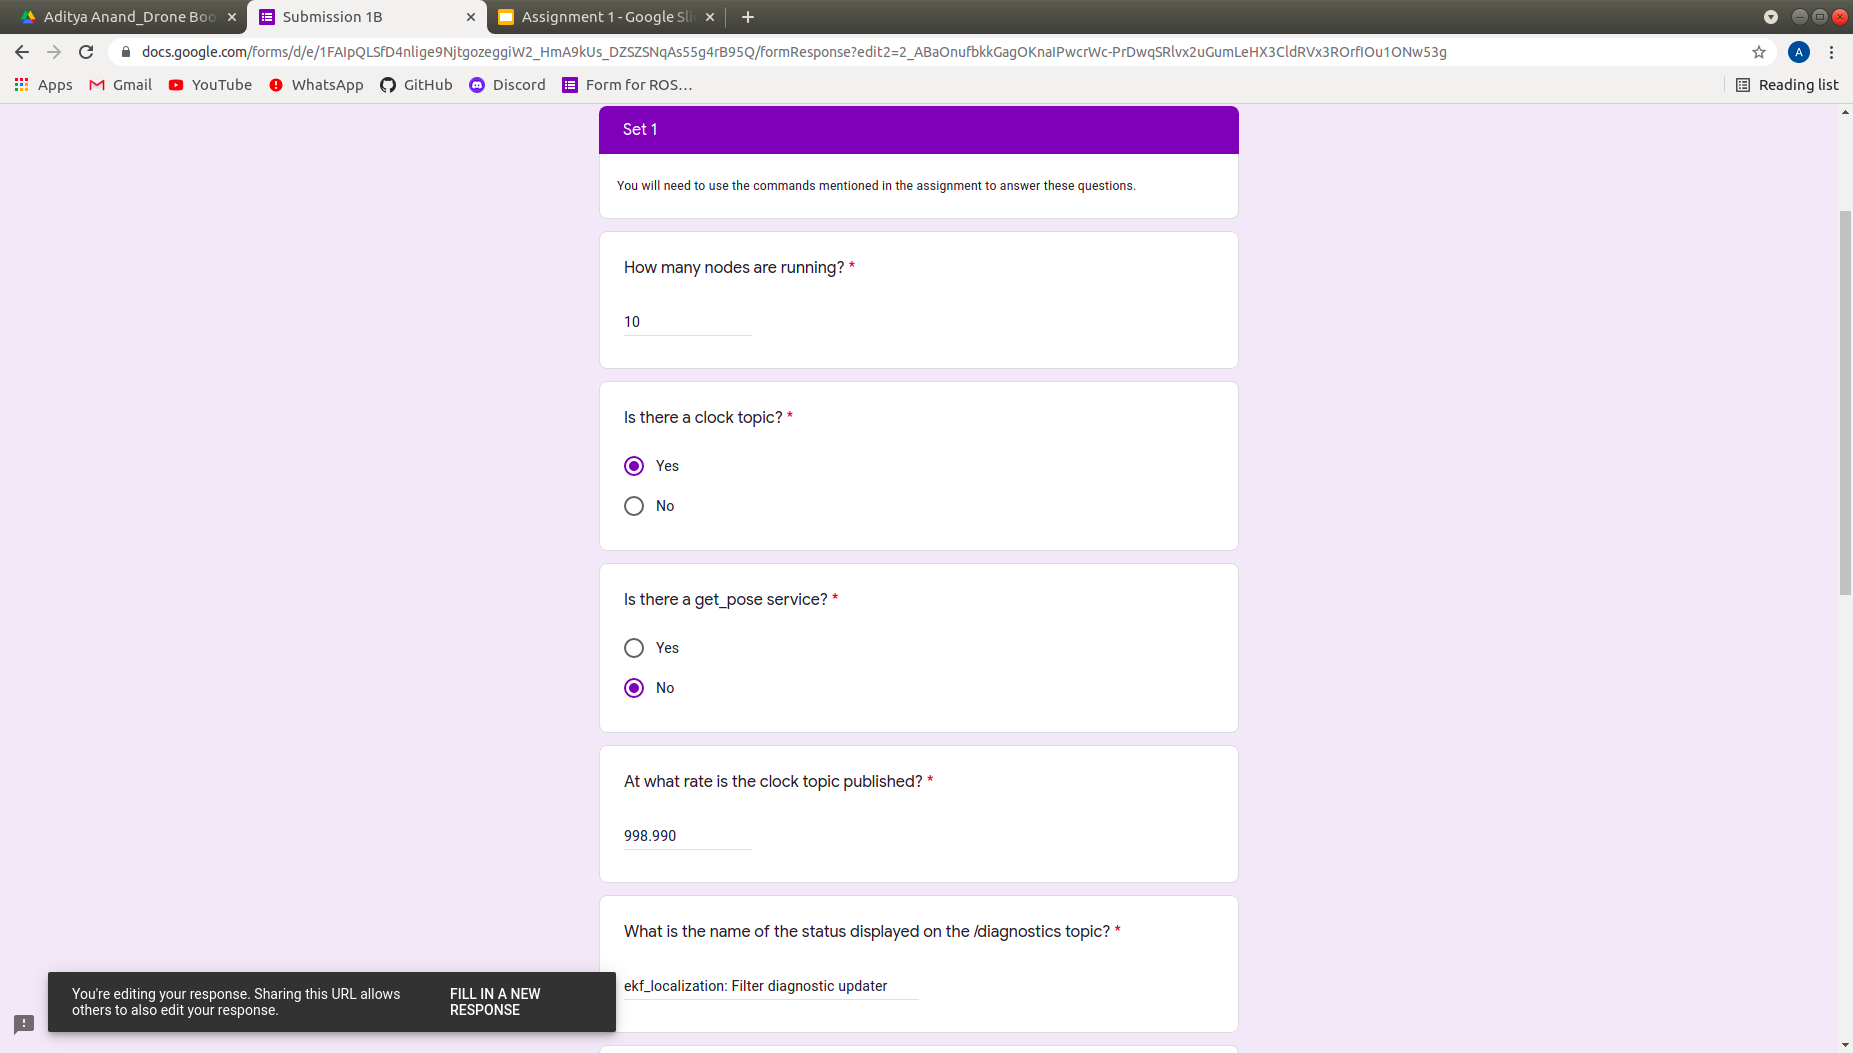 Aditya Anand_Drone Boo
Submission 1B
Assignment 1 - Google Sli
docs.google.com/forms/d/e/1FAIpQLSfD4nlige9NjtgozeggiW2_HmA9kUs_DZSZSNqAs55g4rB95Q/formResponse?edit2=2_ABaOnufbkkGagOKnaIPwcrWc-PrDwqSRlvx2uGumLeHX3CldRVx3ROrfIOu1ONw53g
A
Apps
Gmail
YouTube
WhatsApp
GitHub
Discord
Form for ROS...
Reading list
Set 1
You will need to use the commands mentioned in the assignment to answer these questions.
How many nodes are running? *
10
Is there a clock topic? *
Yes
No
Is there a get_pose service? *
Yes
No
At what rate is the clock topic published? *
998.990
What is the name of the status displayed on the /diagnostics topic? *
ekf_localization: Filter diagnostic updater
You're editing your response. Sharing this URL allows
others to also edit your response.
FILL IN A NEW
RESPONSE